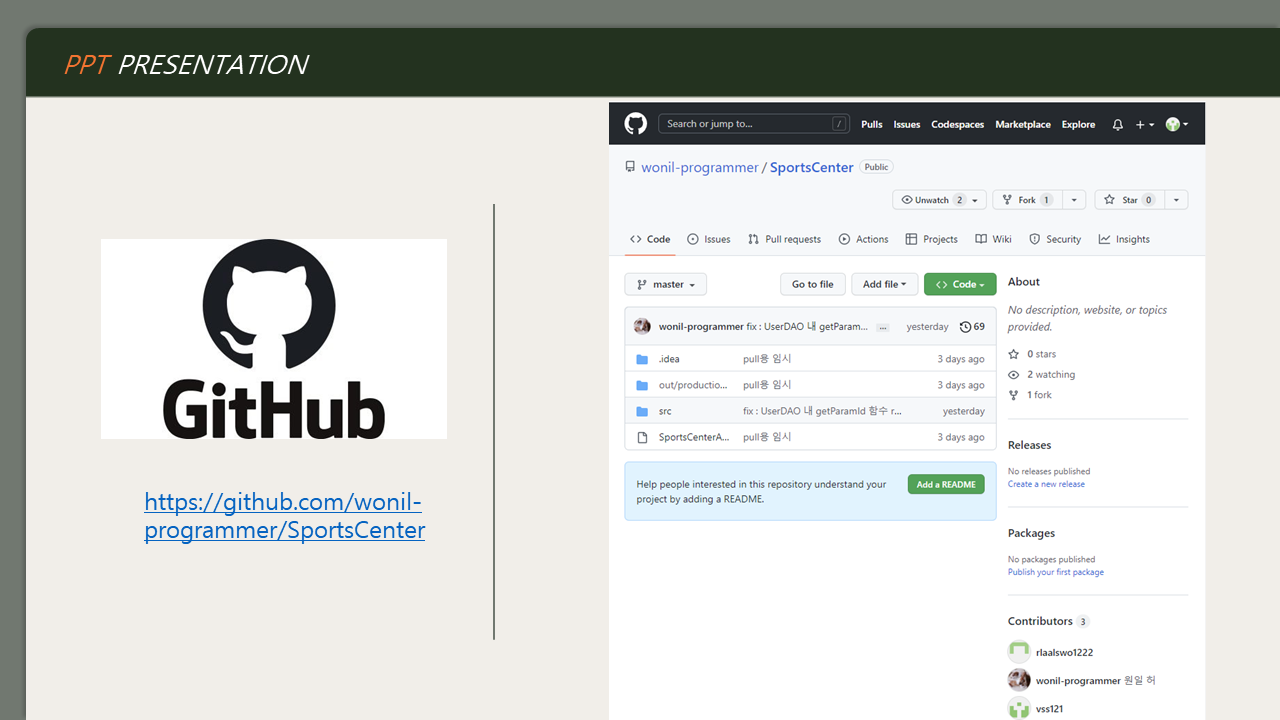 PPT PRESENTATION
GitHub
https://github.com/wonil-
programmer/SportsCenter
Search or jump to... /
Pulls Issues Codespaces Marketplace Explore
wonil-programmer / SportsCenter Public
Unwatch 2 Fork 1 Star 0
Code Issues Pull requests Actions Projects Wiki Security Insights
master Go to file Add file Code
wonil-programmer fix : UserDAO 내 getParam... ... yesterday 69
.idea pull용 임시 3 days ago
out/productio... pull용 임시 3 days ago
src fix : UserDAO 내 getParamId 함수 r... yesterday
SportsCenterA... pull용 임시 3 days ago
Help people interested in this repository understand your
project by adding a README.
Add a README
About
No description, website, or topics
provided.
0 stars
2 watching
1 fork
Releases
No releases published
Create a new release
Packages
No packages published
Publish your first package
Contributors 3
rlaalswo1222
wonil-programmer 원일 허
vss121